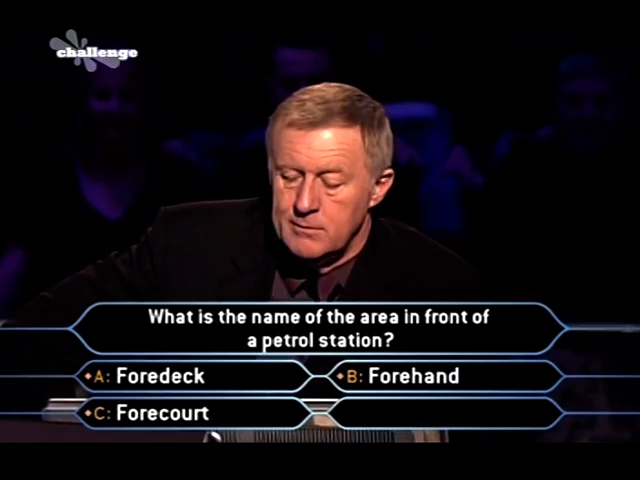 challenge
What is the name of the area in front of
a petrol station?
A: Foredeck
B: Forehand
C: Forecourt